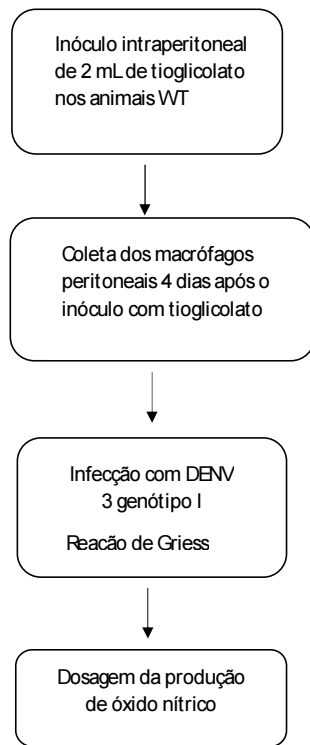 Inóculo intraperitoneal
de 2 mL de tioglicolato
nos animais WT
Coleta dos macrófagos
peritoneais 4 dias após o
inóculo com tioglicolato
Infecção com DENV
3 genótipo I
Reacão de Griess
Dosagem da produção
de óxido nítrico